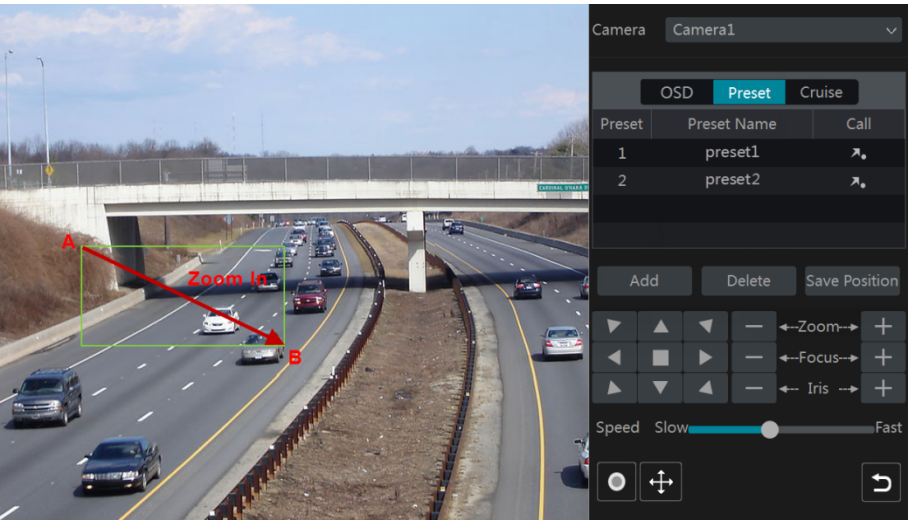 Camera Camera1
OSD Preset Cruise
Preset Preset Name Call
1 preset1
2 preset2
CARDINAL O'HARA
A
Zoom In
B
Add Delete Save Position
Zoom
Focus
Iris
Speed Slow Fast